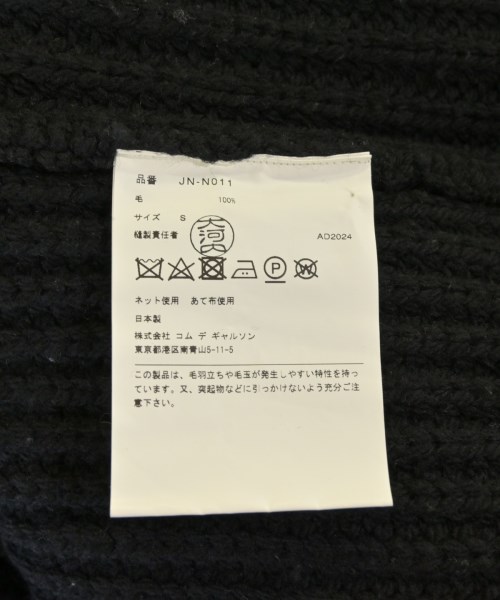 品番 JN-N011
毛 100%
サイズ S
縫製責任者 大河内 AD2024
P W
ネット使用 あて布使用
日本製
株式会社 コム デ ギャルソン
東京都港区南青山5-11-5
この製品は、毛羽立ちや毛玉が発生しやすい特性を持っ
ています。又、突起物などに引っかけないよう充分ご注
意下さい。